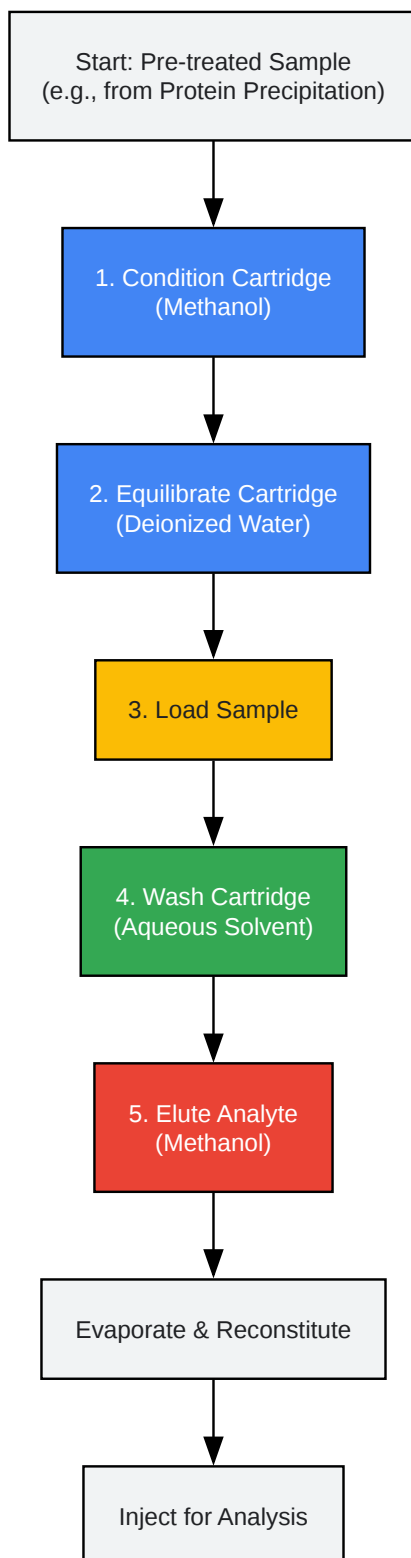 Start: Pre-treated Sample
(e.g., from Protein Precipitation)
1. Condition Cartridge
(Methanol)
2. Equilibrate Cartridge
(Deionized Water)
3. Load Sample
4. Wash Cartridge
(Aqueous Solvent)
5. Elute Analyte
(Methanol)
Evaporate & Reconstitute
Inject for Analysis